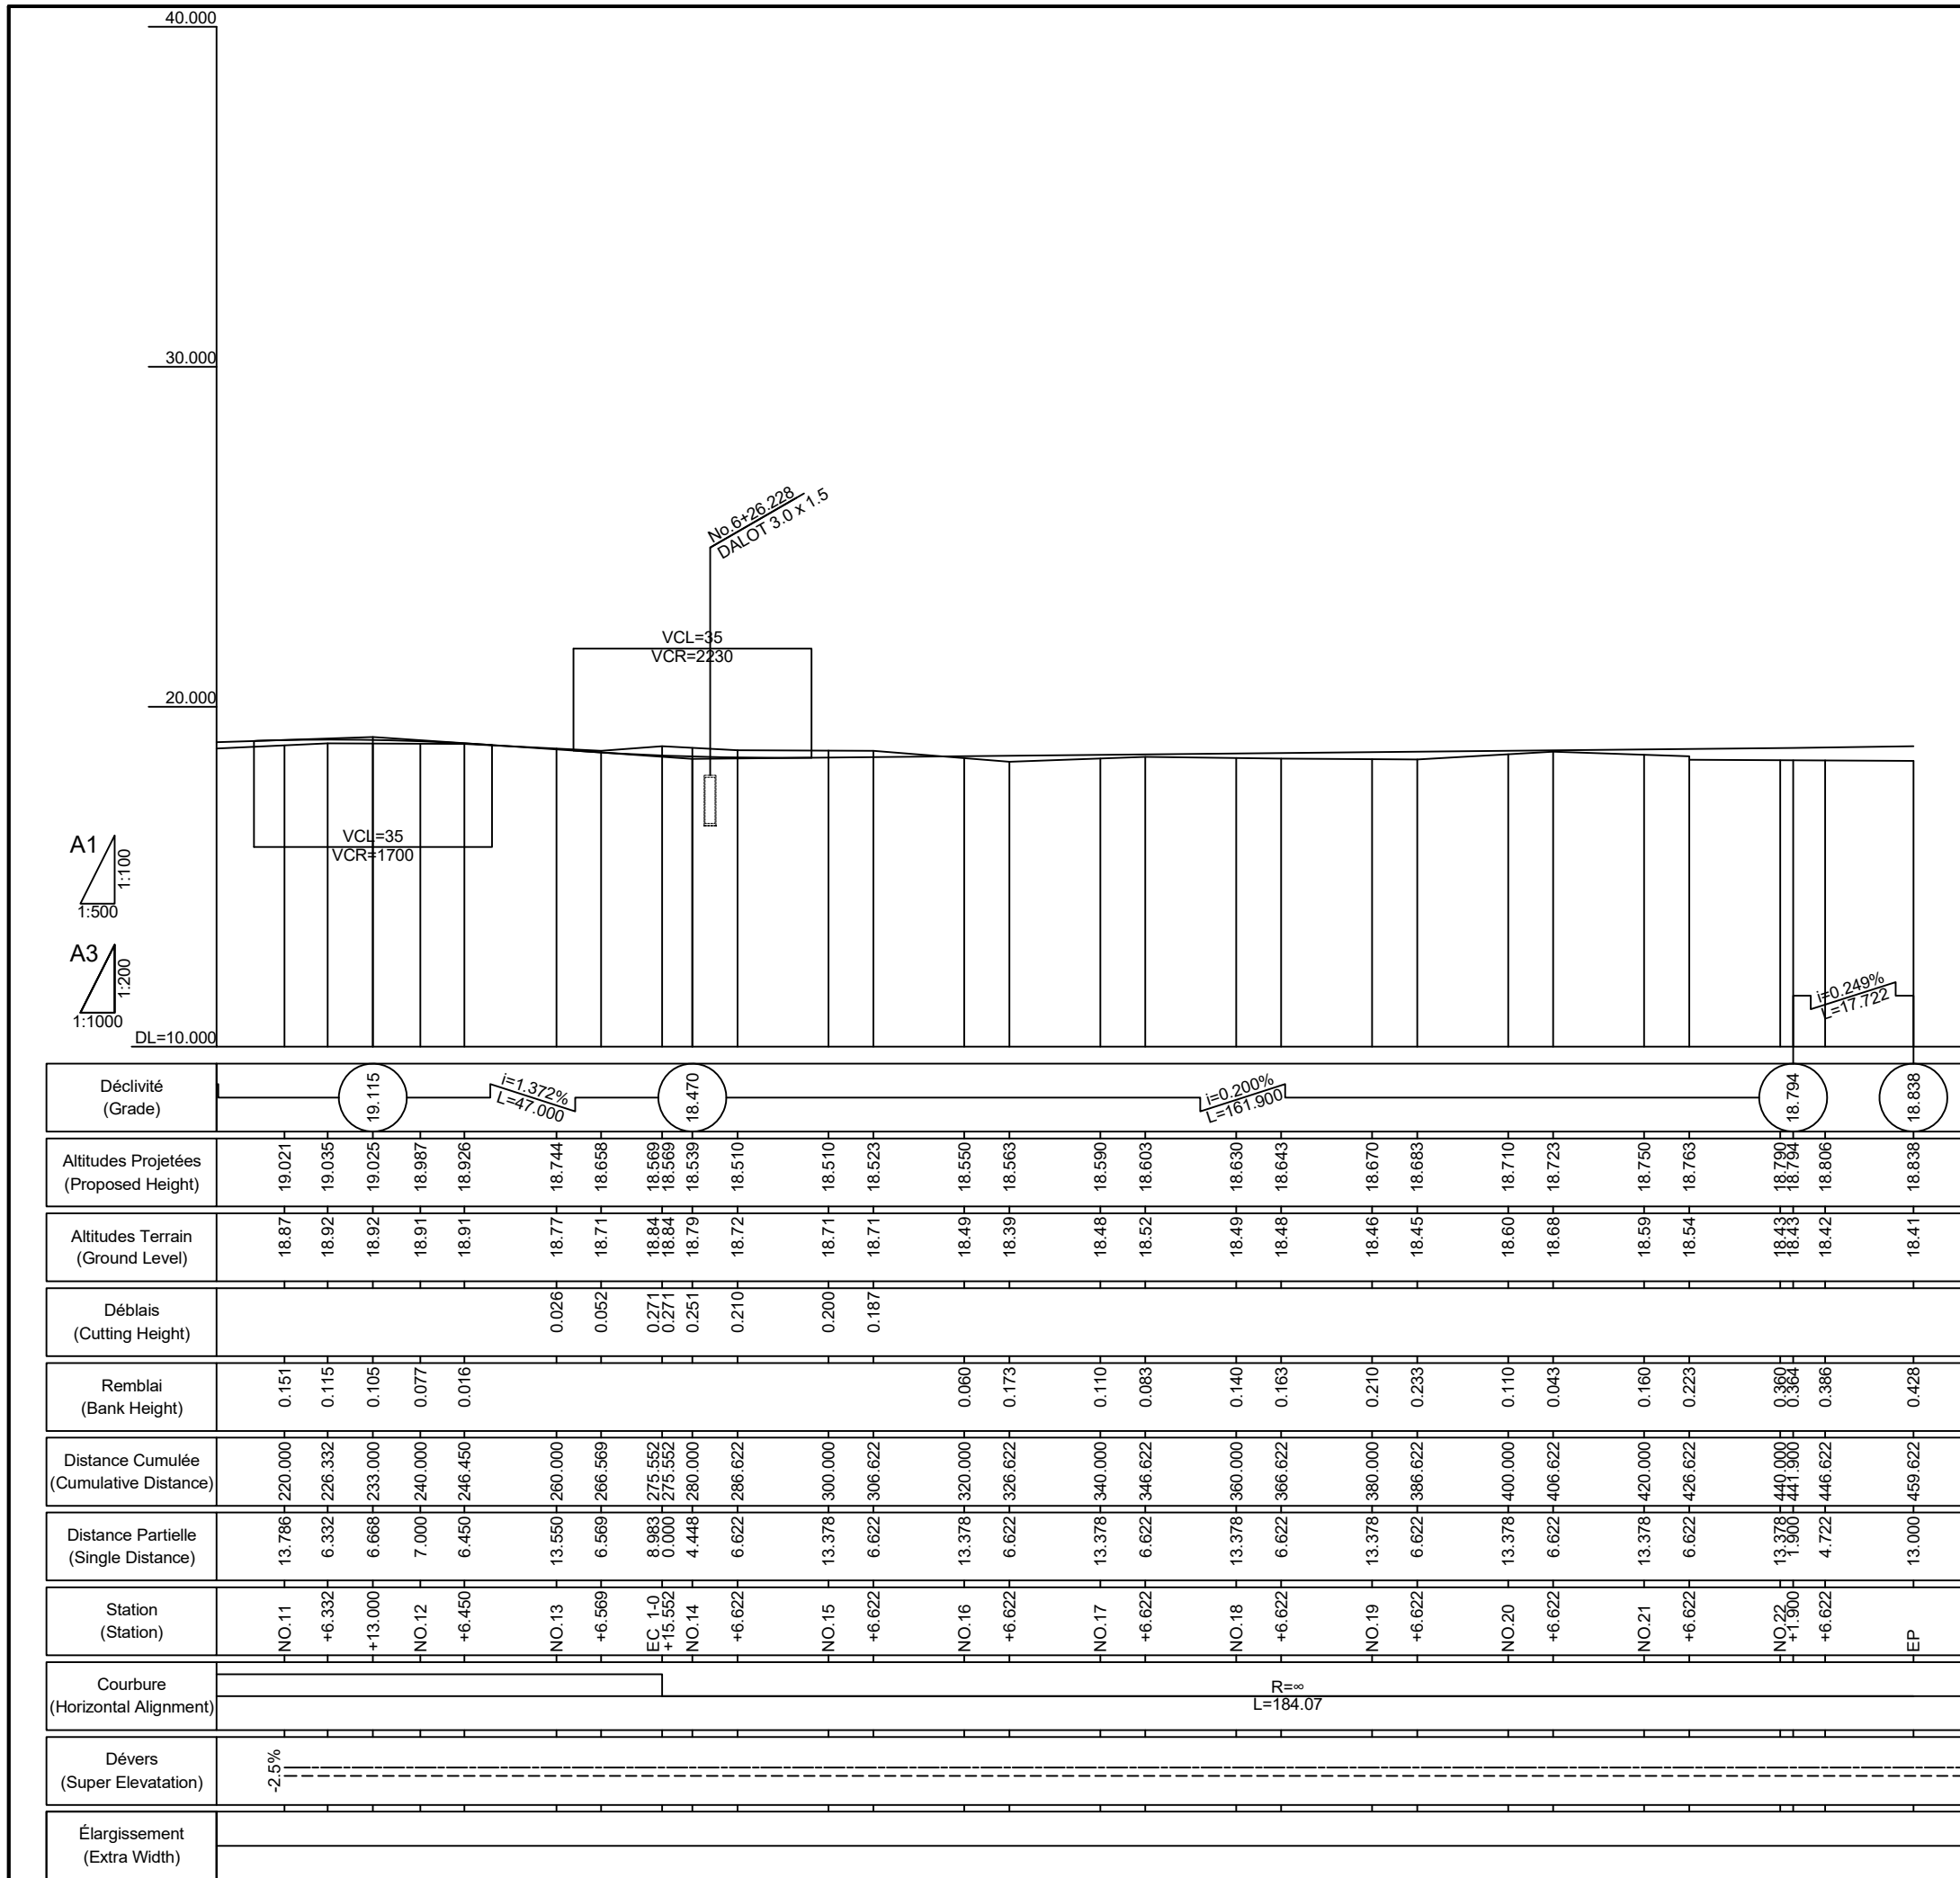 40.000
30.000
No.6+26.228
DALOT 3.0 x 1.5
VCL=35
VCR=2230
20.000
VCL=35
VCR=1700
A1
1:100
1:500
A3
1:200
1:1000
i=0.249%
L=17.722
DL=10.000
Déclivité
(Grade)
19.115
i=1.372%
L=47.000
18.470
i=0.200%
L=161.900
18.794
18.838
Altitudes Projetées
(Proposed Height)
19.021 19.035 19.025 18.987 18.926 18.744 18.658 18.569 18.569 18.539 18.510 18.510 18.523 18.550 18.563 18.590 18.603 18.630 18.643 18.670 18.683 18.710 18.723 18.750 18.763 18.790 18.794 18.806 18.838
Altitudes Terrain
(Ground Level)
18.87 18.92 18.92 18.91 18.91 18.77 18.71 18.84 18.84 18.79 18.72 18.71 18.71 18.49 18.39 18.48 18.52 18.49 18.48 18.46 18.45 18.60 18.68 18.59 18.54 18.43 18.43 18.42 18.41
Déblais
(Cutting Height)
0.026 0.052 0.271 0.271 0.251 0.210 0.200 0.187
Remblai
(Bank Height)
0.151 0.115 0.105 0.077 0.016 0.060 0.173 0.110 0.083 0.140 0.163 0.210 0.233 0.110 0.043 0.160 0.223 0.360 0.364 0.386 0.428
Distance Cumulée
(Cumulative Distance)
220.000 226.332 233.000 240.000 246.450 260.000 266.569 275.552 275.552 280.000 286.622 300.000 306.622 320.000 326.622 340.000 346.622 360.000 366.622 380.000 386.622 400.000 406.622 420.000 426.622 440.000 441.900 446.622 459.622
Distance Partielle
(Single Distance)
13.786 6.332 6.668 7.000 6.450 13.550 6.569 8.983 0.000 4.448 6.622 13.378 6.622 13.378 6.622 13.378 6.622 13.378 6.622 13.378 6.622 13.378 6.622 13.378 6.622 13.378 1.900 4.722 13.000
Station
(Station)
NO.11 +6.332 +13.000 NO.12 +6.450 NO.13 +6.569 EC 1-0 +15.552 NO.14 +6.622 NO.15 +6.622 NO.16 +6.622 NO.17 +6.622 NO.18 +6.622 NO.19 +6.622 NO.20 +6.622 NO.21 +6.622 NO.22 +1.900 +6.622 EP
Courbure
(Horizontal Alignment)
R=∞
L=184.07
Dévers
(Super Elevatation)
-2.5%
Élargissement
(Extra Width)